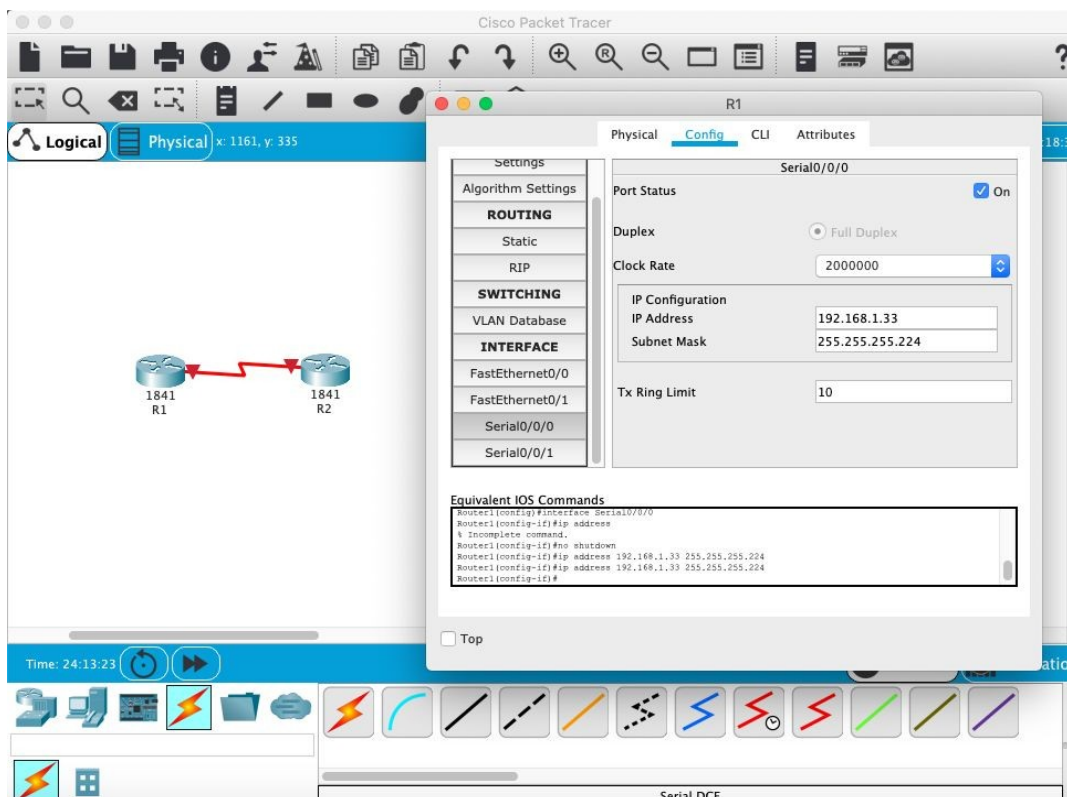 Cisco Packet Tracer
R1
Logical
Physical
x: 1161, y: 335
Physical
Config
CLI
Attributes
Settings
Algorithm Settings
ROUTING
Static
RIP
SWITCHING
VLAN Database
INTERFACE
FastEthernet0/0
FastEthernet0/1
Serial0/0/0
Serial0/0/1
Serial0/0/0
Port Status
On
Duplex
Full Duplex
Clock Rate
2000000
IP Configuration
IP Address
192.168.1.33
Subnet Mask
255.255.255.224
Tx Ring Limit
10
1841
R1
1841
R2
Equivalent IOS Commands
Router1(config)#interface Serial0/0/0
Router1(config-if)#ip address
% Incomplete command.
Router1(config-if)#no shutdown
Router1(config-if)#ip address 192.168.1.33 255.255.255.224
Router1(config-if)#ip address 192.168.1.33 255.255.255.224
Router1(config-if)#
Top
Time: 24:13:23
Serial DCE